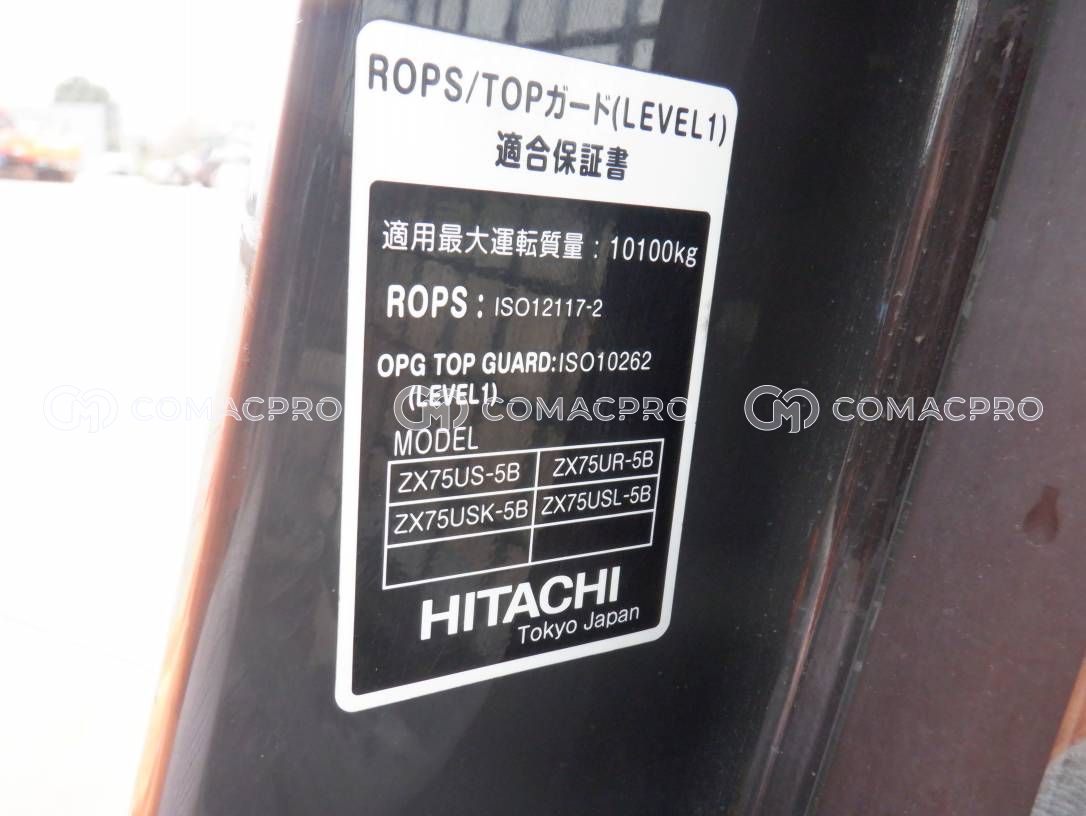 ROPS/TOPガード(LEVEL1)
適合保証書
適用最大運転質量 : 10100kg
ROPS : ISO12117-2
OPG TOP GUARD:ISO10262
(LEVEL1)
MODEL
ZX75US-5B ZX75UR-5B
ZX75USK-5B ZX75USL-5B
HITACHI
Tokyo Japan
COMACPRO COMACPRO COMACPRO